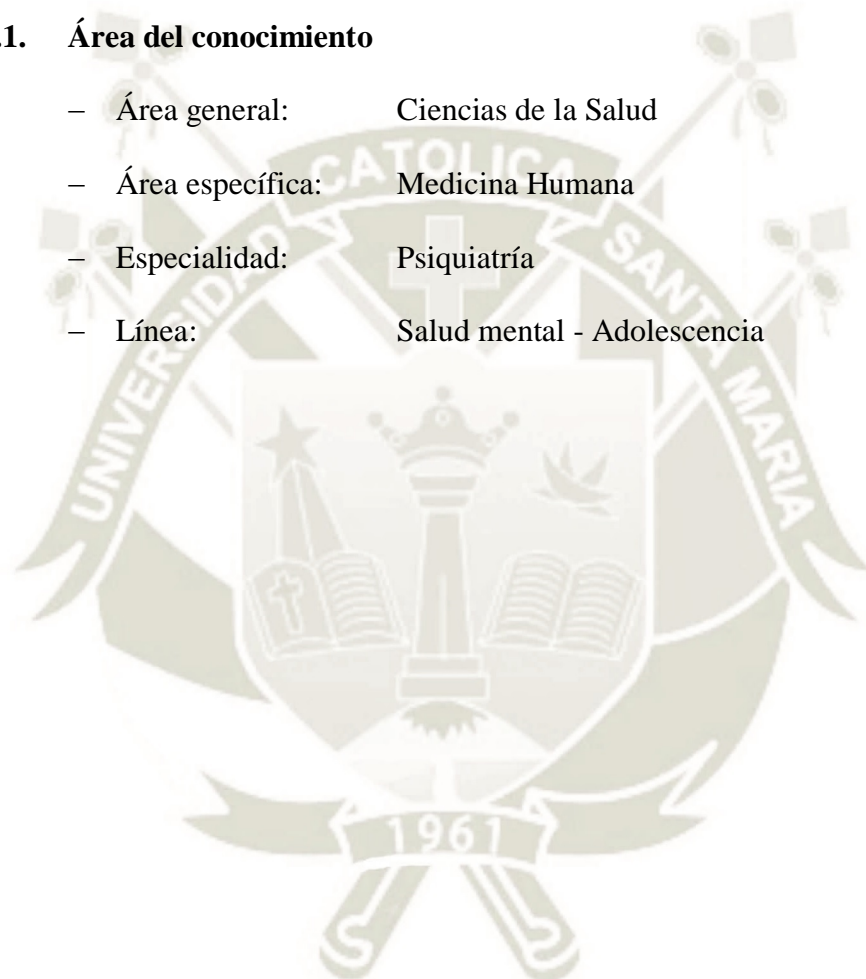 .1. Área del conocimiento
– Área general: Ciencias de la Salud
– Área específica: Medicina Humana
– Especialidad: Psiquiatría
– Línea: Salud mental - Adolescencia
UNIVERSIDAD CATOLICA SANTA MARIA
1961